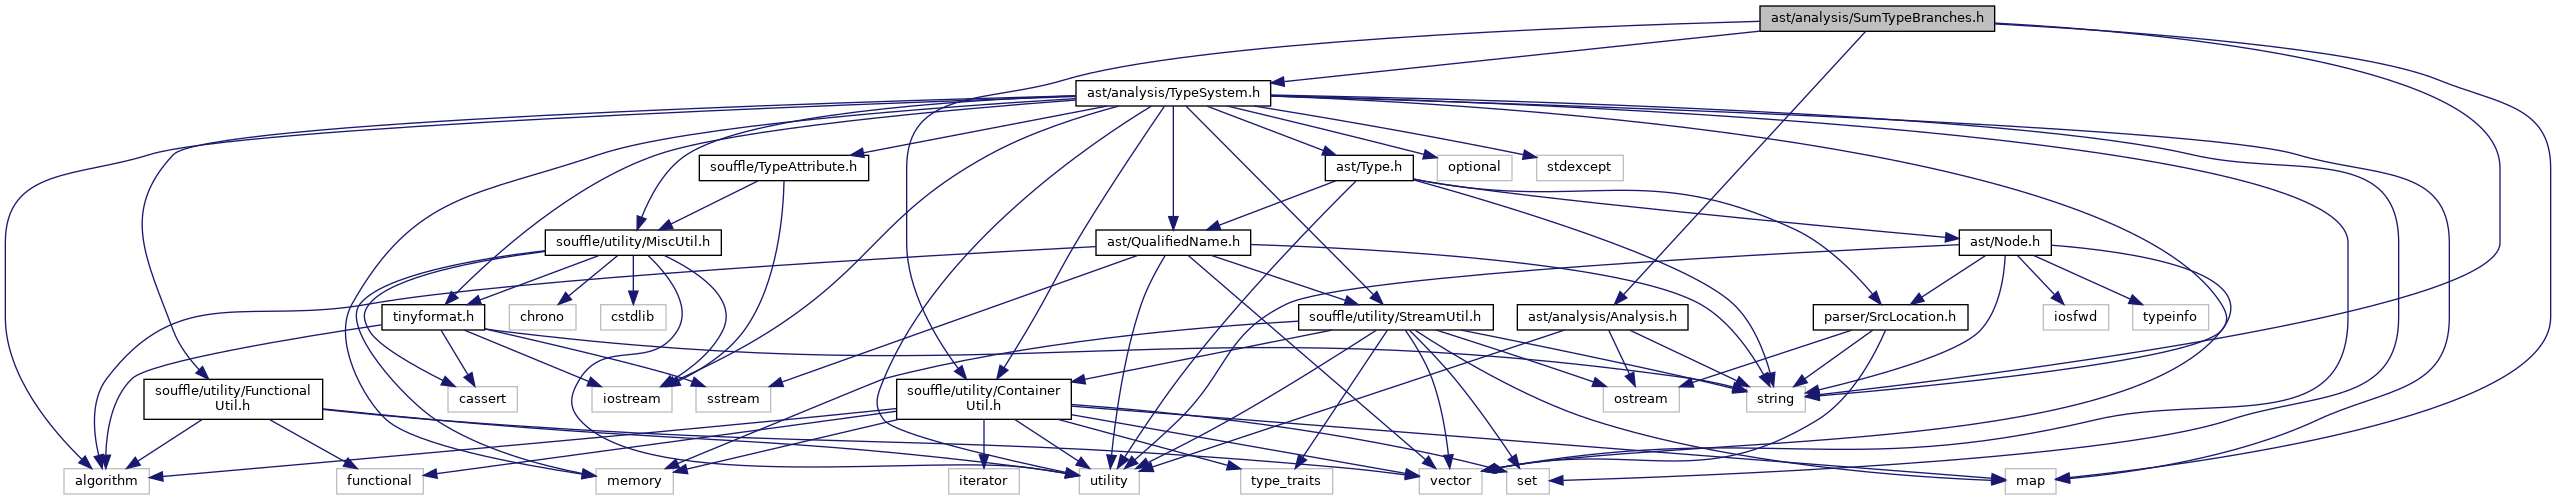 ast/analysis/SumTypeBranches.h
ast/analysis/TypeSystem.h
souffle/TypeAttribute.h
ast/Type.h
optional
stdexcept
souffle/utility/MiscUtil.h
ast/QualifiedName.h
ast/Node.h
tinyformat.h
chrono
cstdlib
souffle/utility/StreamUtil.h
ast/analysis/Analysis.h
parser/SrcLocation.h
iosfwd
typeinfo
souffle/utility/Functional
Util.h
cassert
iostream
sstream
souffle/utility/Container
Util.h
ostream
string
algorithm
functional
memory
iterator
utility
type_traits
vector
set
map